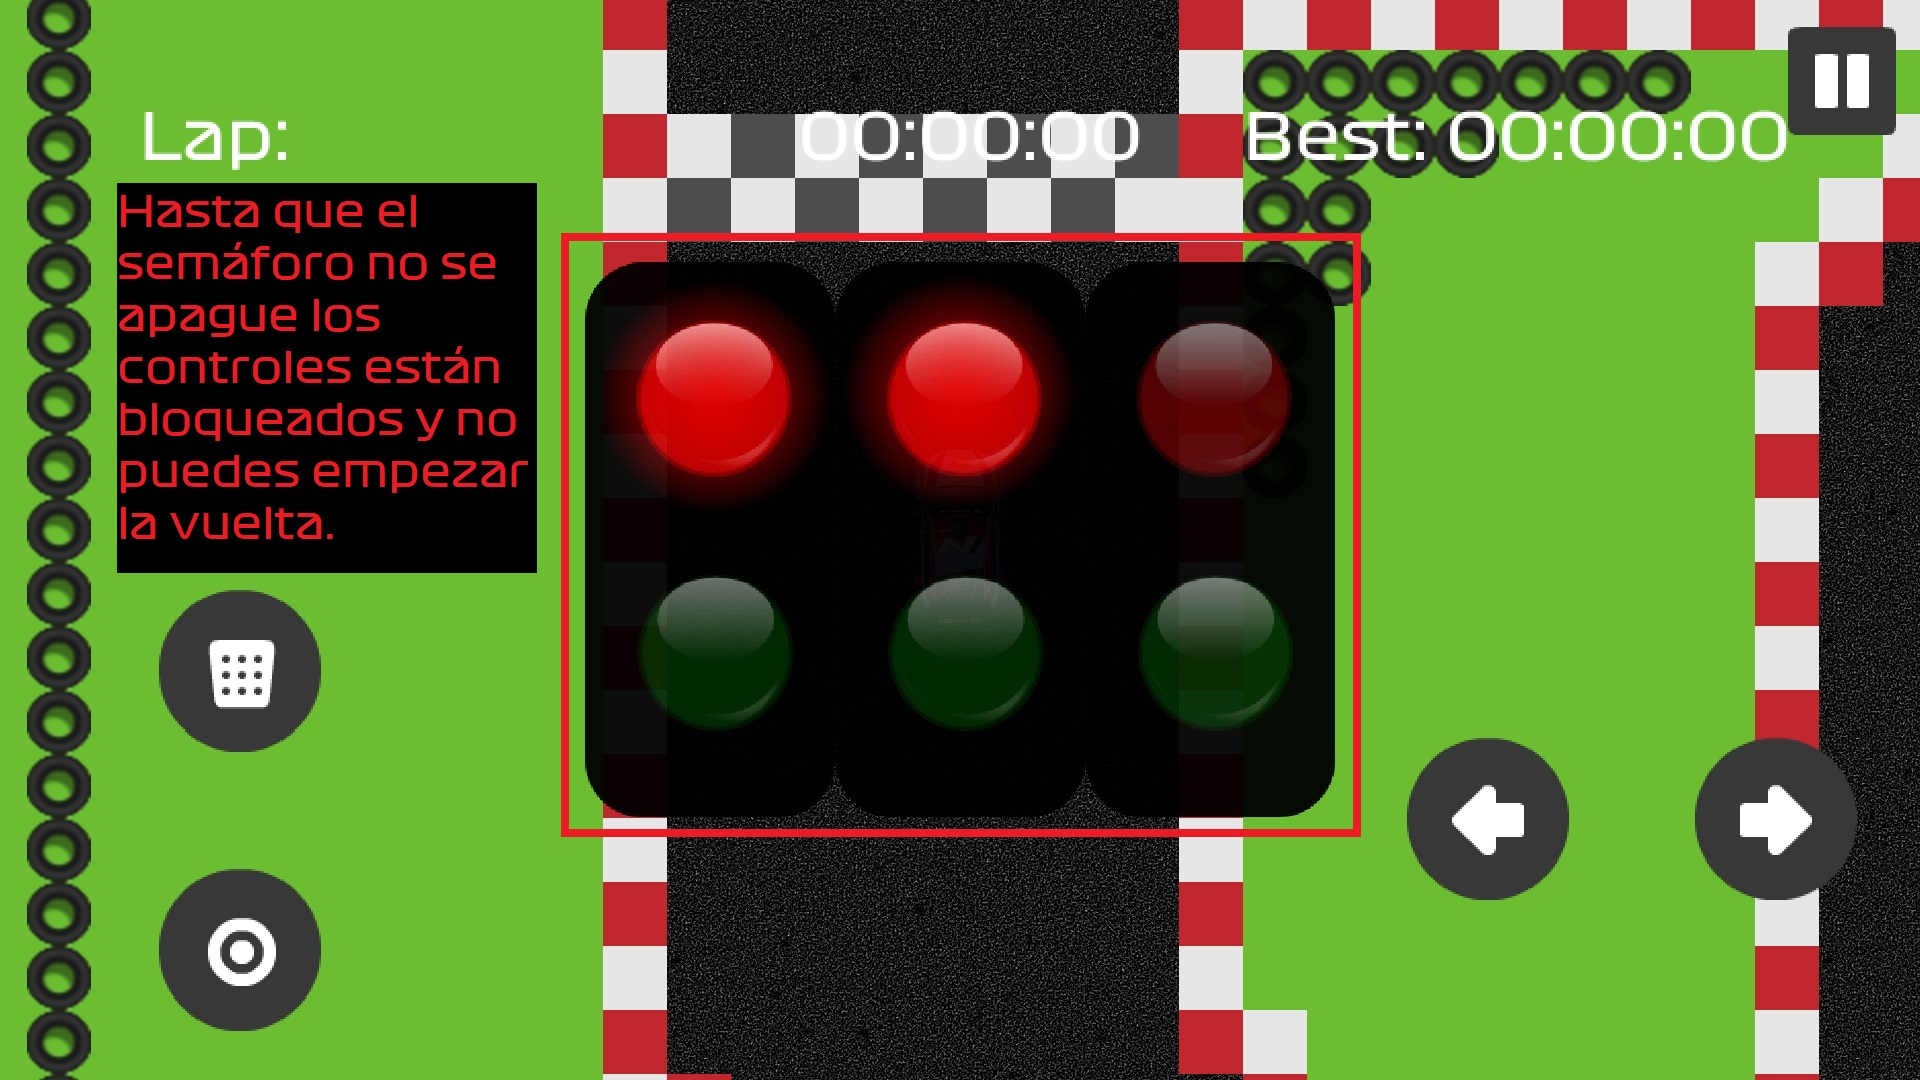 Lap:
00:00:00
Best: 00:00:00
Hasta que el
semáforo no se
apague los
controles están
bloqueados y no
puedes empezar
la vuelta.